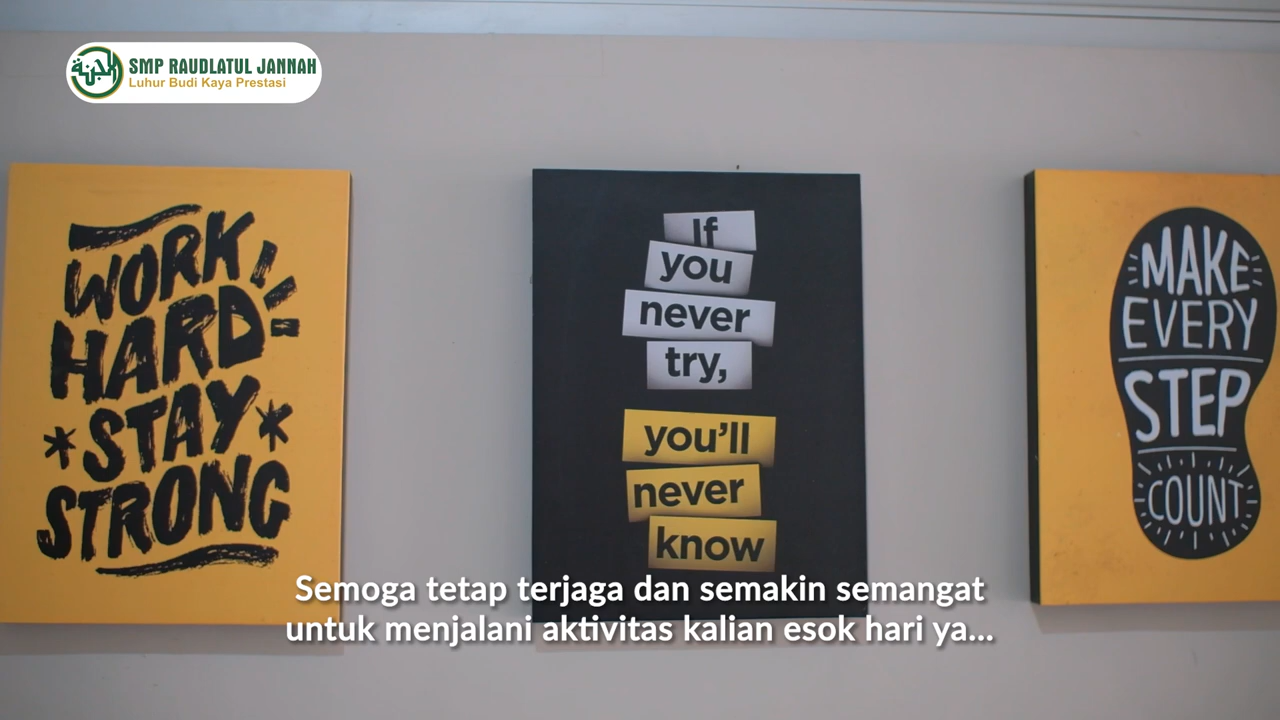 الجنة
SMP RAUDLATUL JANNAH
Luhur Budi Kaya Prestasi
WORK
HARD
STAY
STRONG
If
you
never
try,
you'll
never
know
MAKE
EVERY
STEP
COUNT
Semoga tetap terjaga dan semakin semangat
untuk menjalani aktivitas kalian esok hari ya...